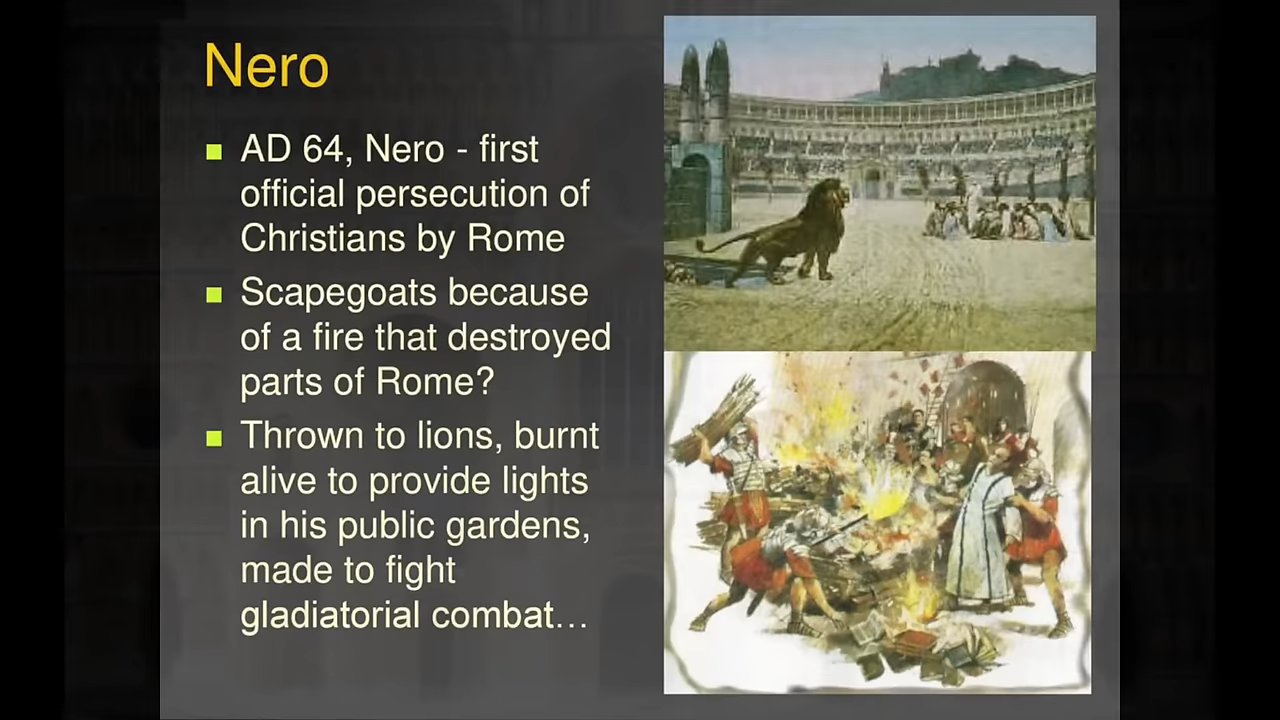 Nero
AD 64, Nero - first
official persecution of
Christians by Rome
Scapegoats because
of a fire that destroyed
parts of Rome?
Thrown to lions, burnt
alive to provide lights
in his public gardens,
made to fight
gladiatorial combat…